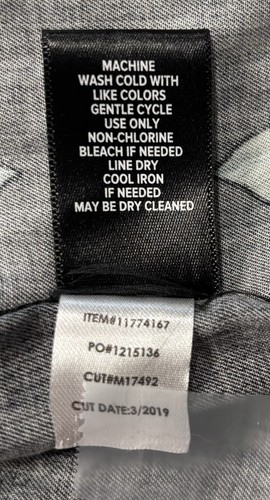 MACHINE
WASH COLD WITH
LIKE COLORS
GENTLE CYCLE
USE ONLY
NON-CHLORINE
BLEACH IF NEEDED
LINE DRY
COOL IRON
IF NEEDED
MAY BE DRY CLEANED
ITEM#11774167
PO#1215136
CUT#M17492
CUT DATE:3/2019